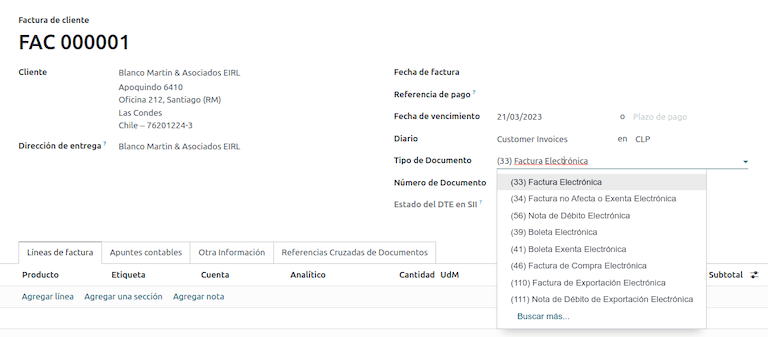 Factura de cliente
FAC 000001
Cliente
Blanco Martin & Asociados EIRL
Apoquindo 6410
Oficina 212, Santiago (RM)
Las Condes
Chile – 76201224-3
Dirección de entrega ?
Blanco Martin & Asociados EIRL
Fecha de factura
Referencia de pago ?
Fecha de vencimiento 21/03/2023 o Plazo de pago
Diario Customer Invoices en CLP
Tipo de Documento (33) Factura Electrónica
Número de Documento
Estado del DTE en SII ?
(33) Factura Electrónica
(34) Factura no Afecta o Exenta Electrónica
(56) Nota de Débito Electrónica
(39) Boleta Electrónica
(41) Boleta Exenta Electrónica
(46) Factura de Compra Electrónica
(110) Factura de Exportación Electrónica
(111) Nota de Débito de Exportación Electrónica
Buscar más...
Líneas de factura Apuntes contables Otra Información Referencias Cruzadas de Documentos
Producto Etiqueta Cuenta Analítico Cantidad UdM Subtotal
Agregar línea Agregar una sección Agregar nota